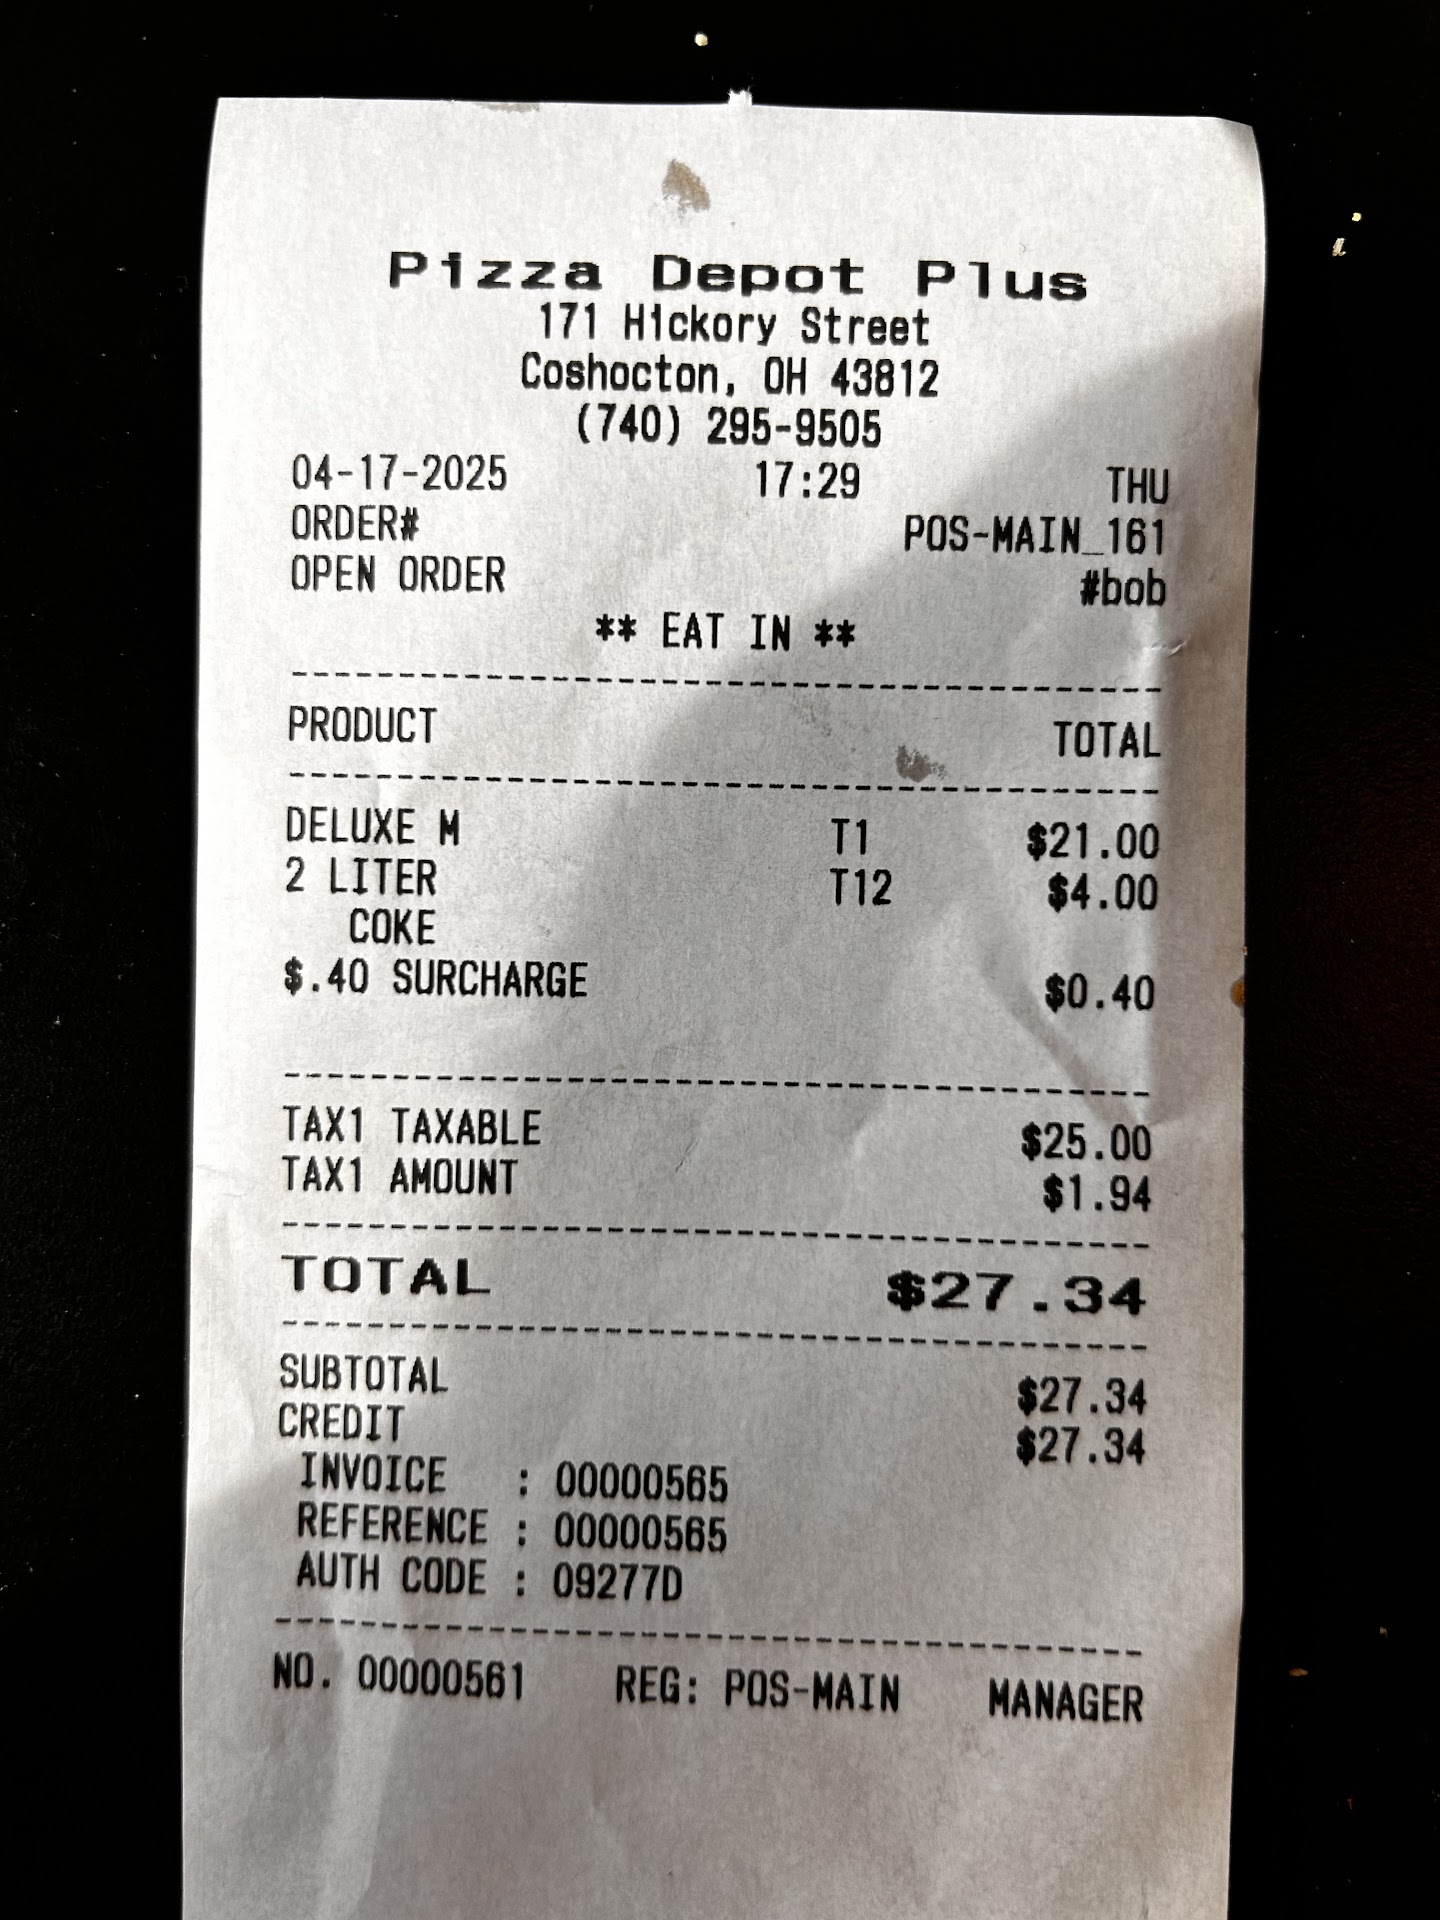 Pizza Depot Plus
171 Hickory Street
Coshocton, OH 43812
(740) 295-9505
04-17-2025 17:29 THU
ORDER# POS-MAIN_161
OPEN ORDER #bob
** EAT IN **
PRODUCT TOTAL
DELUXE M T1 $21.00
2 LITER T12 $4.00
COKE
$.40 SURCHARGE $0.40
TAX1 TAXABLE $25.00
TAX1 AMOUNT $1.94
TOTAL $27.34
SUBTOTAL $27.34
CREDIT $27.34
INVOICE : 00000565
REFERENCE : 00000565
AUTH CODE : 09277D
NO. 00000561 REG: POS-MAIN MANAGER